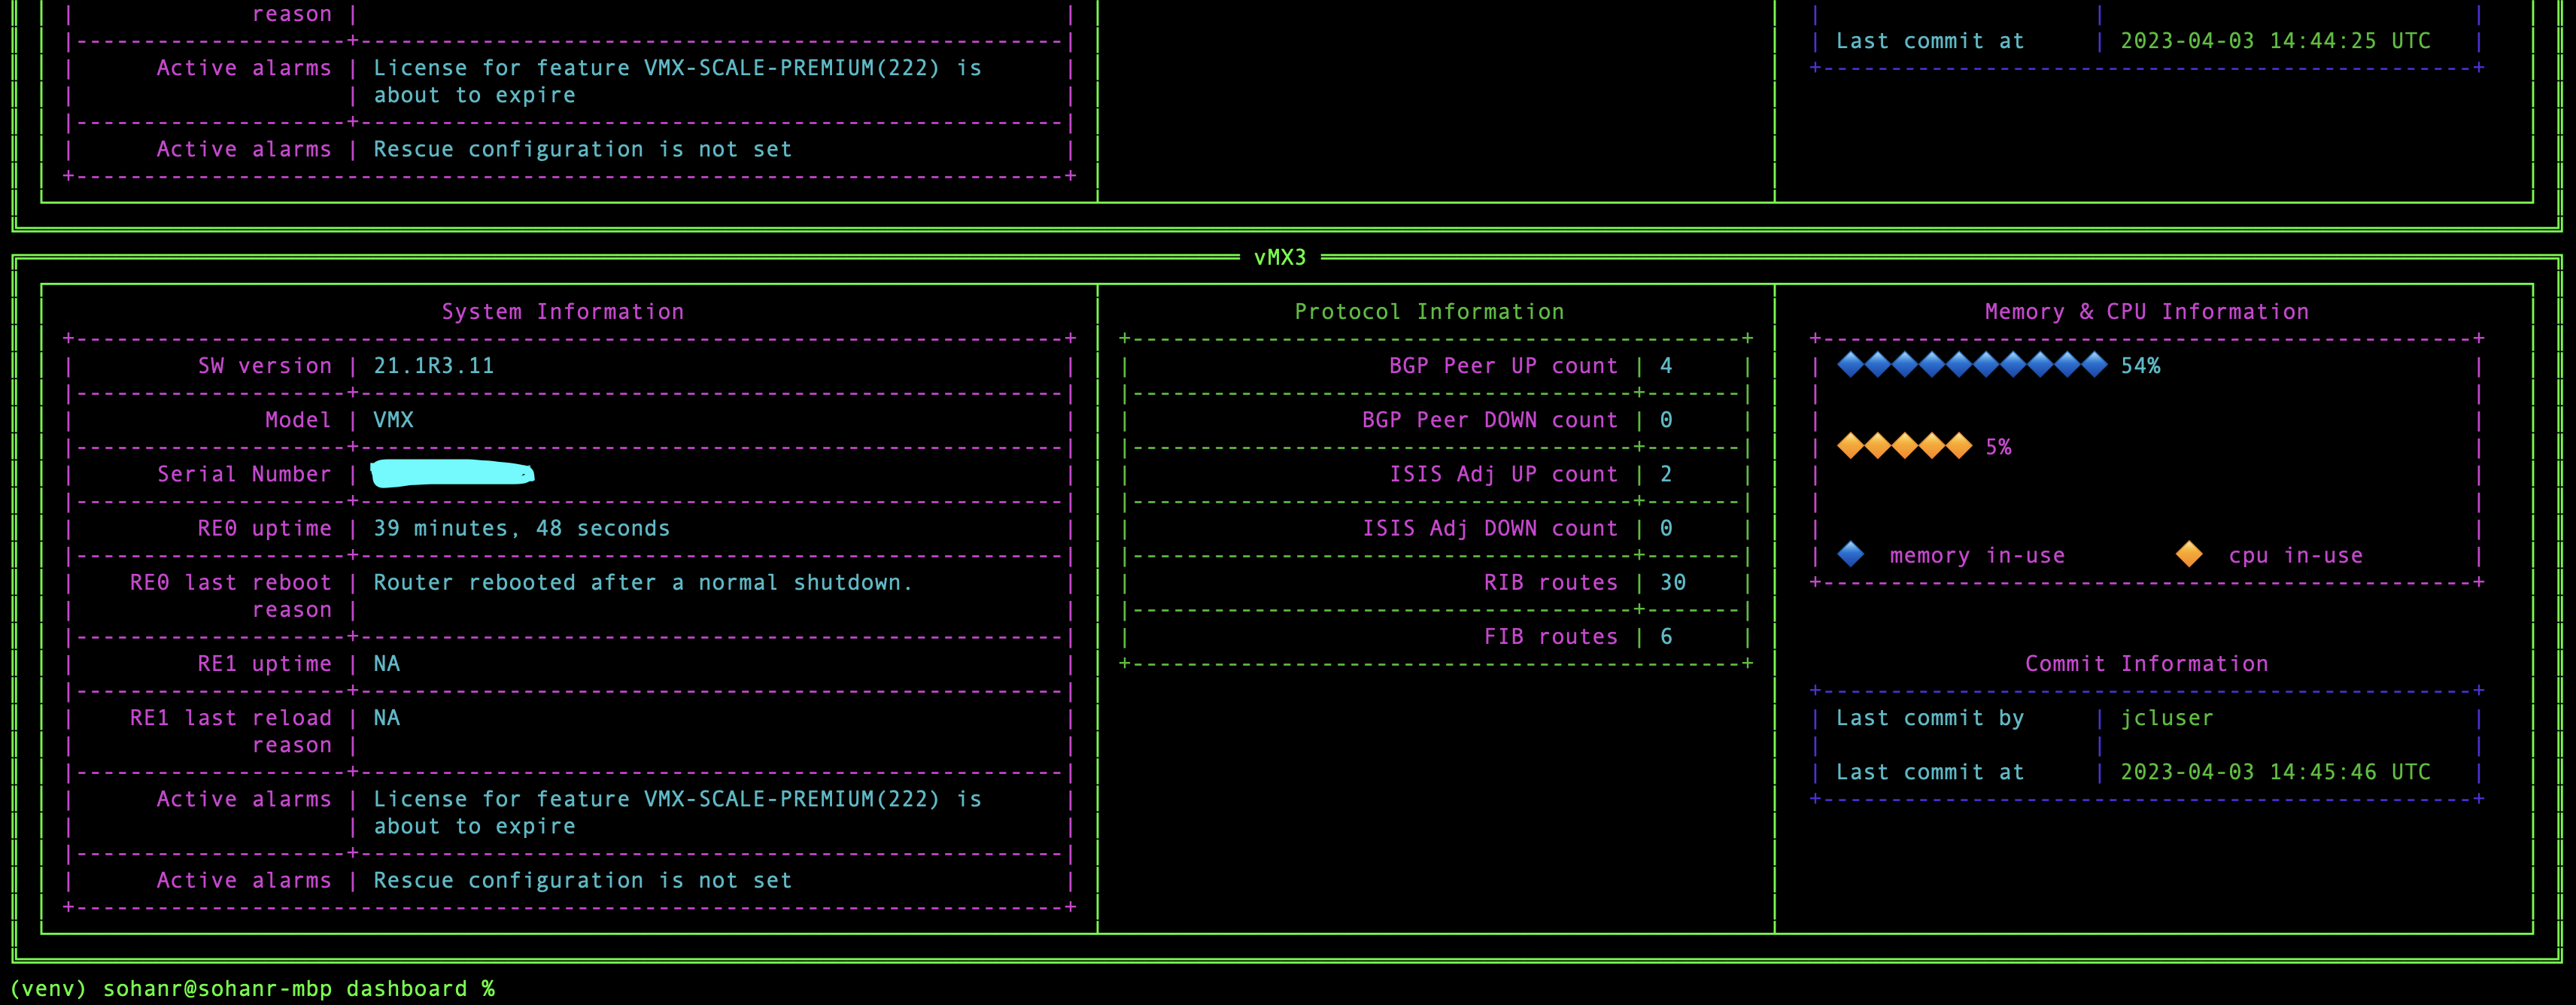 reason
Last commit at 2023-04-03 14:44:25 UTC
Active alarms License for feature VMX-SCALE-PREMIUM(222) is
about to expire
Active alarms Rescue configuration is not set
vMX3
System Information
SW version 21.1R3.11
Model VMX
Serial Number
RE0 uptime 39 minutes, 48 seconds
RE0 last reboot Router rebooted after a normal shutdown.
reason
RE1 uptime NA
RE1 last reload NA
reason
Active alarms License for feature VMX-SCALE-PREMIUM(222) is
about to expire
Active alarms Rescue configuration is not set
Protocol Information
BGP Peer UP count 4
BGP Peer DOWN count 0
ISIS Adj UP count 2
ISIS Adj DOWN count 0
RIB routes 30
FIB routes 6
Memory & CPU Information
54%
5%
memory in-use cpu in-use
Commit Information
Last commit by jcluser
Last commit at 2023-04-03 14:45:46 UTC
(venv) sohanr@sohanr-mbp dashboard %